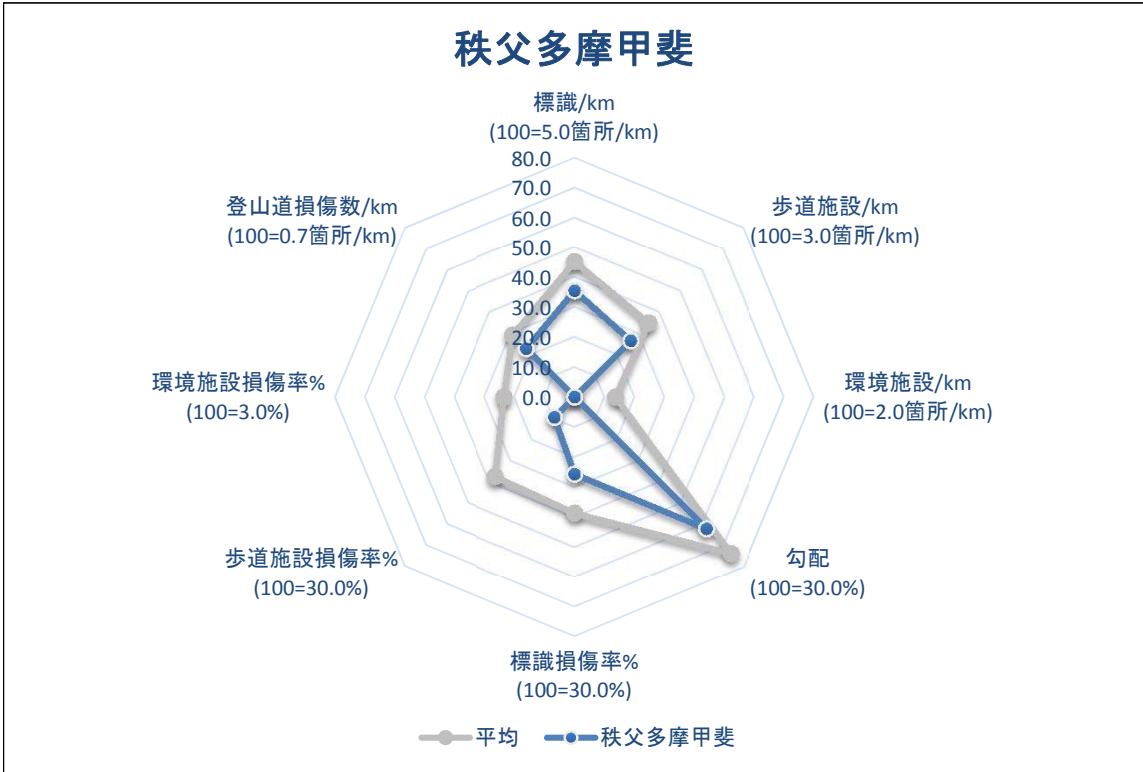 秩父多摩甲斐
標識/km
(100=5.0箇所/km)
80.0
70.0
60.0
50.0
40.0
30.0
20.0
10.0
0.0
歩道施設/km
(100=3.0箇所/km)
環境施設/km
(100=2.0箇所/km)
勾配
(100=30.0%)
標識損傷率%
(100=30.0%)
歩道施設損傷率%
(100=30.0%)
環境施設損傷率%
(100=3.0%)
登山道損傷数/km
(100=0.7箇所/km)
平均
秩父多摩甲斐